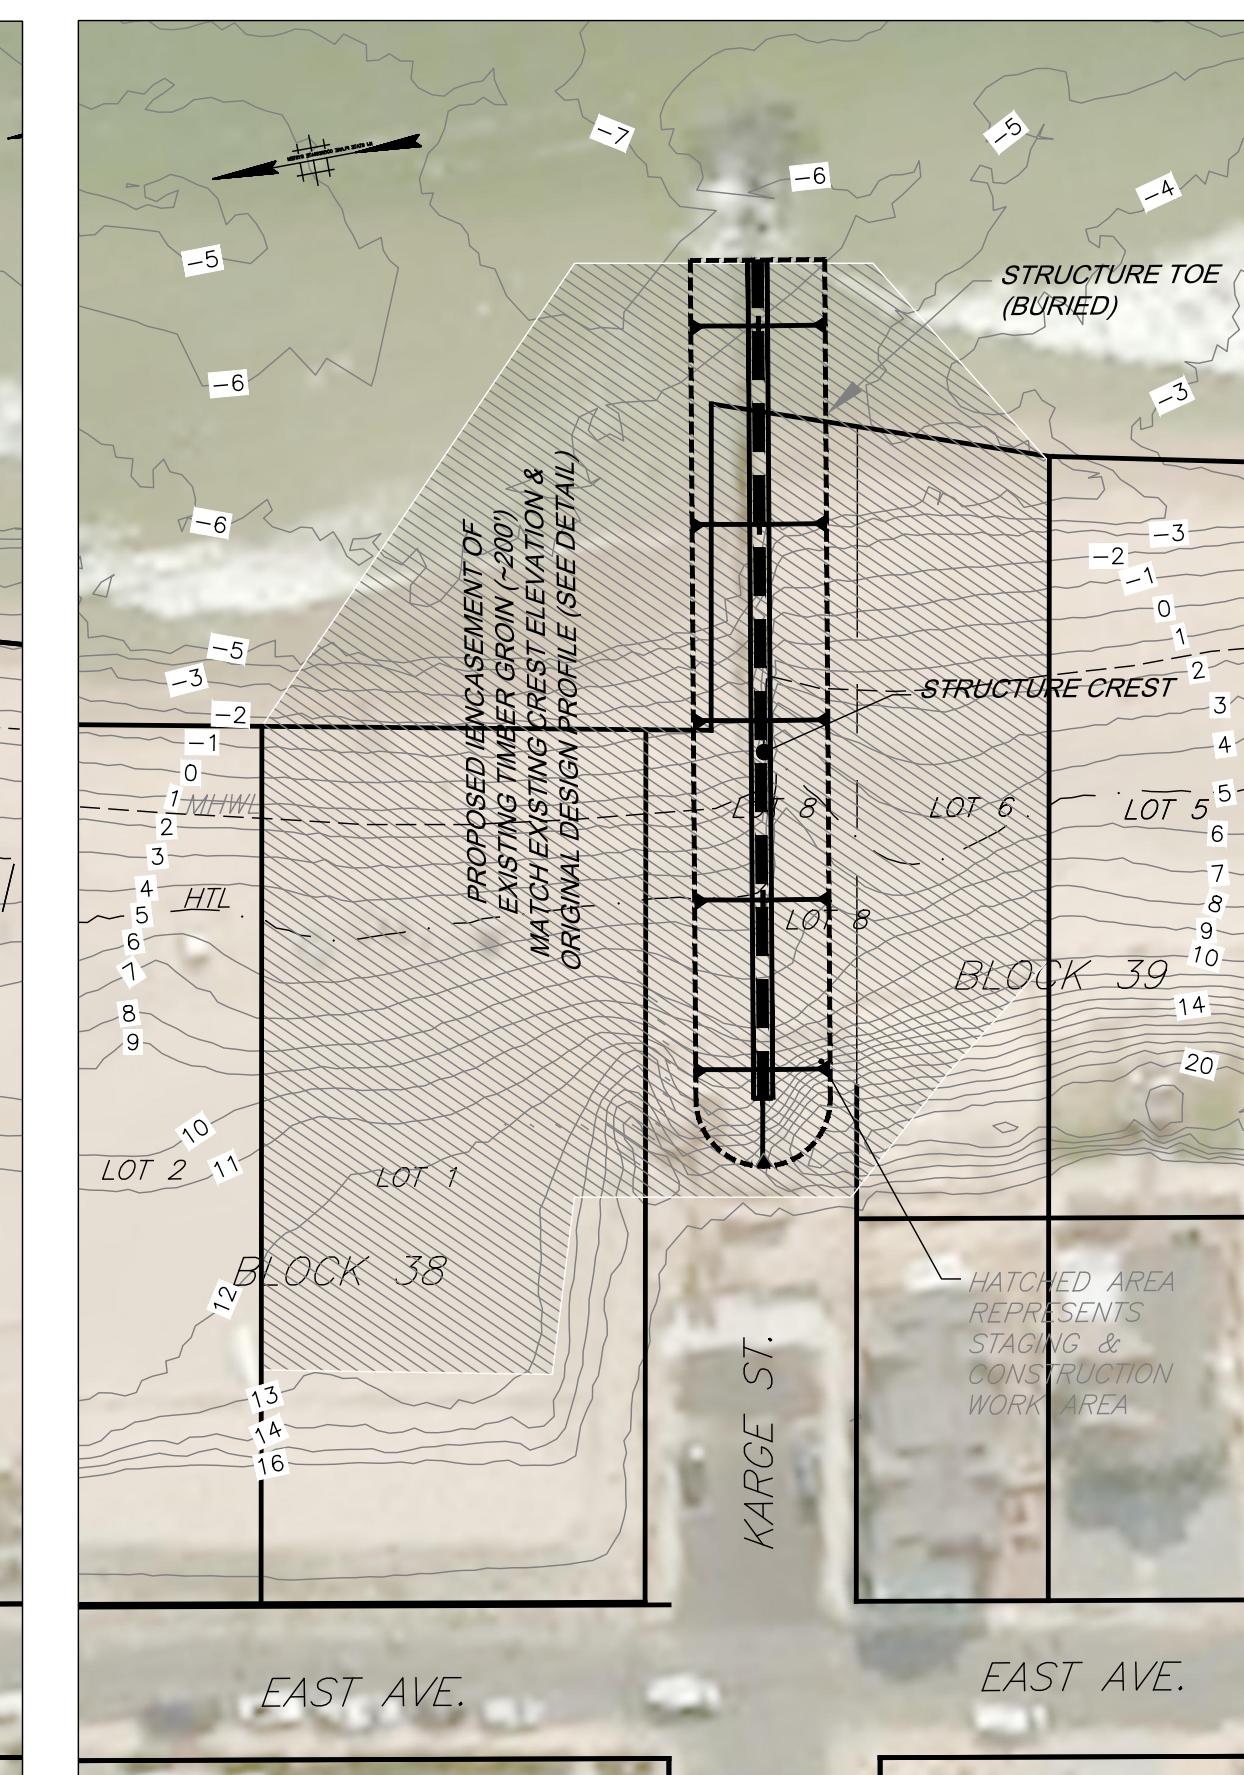 -7
-5
-6
-4
-5
STRUCTURE TOE
(BURIED)
-6
-3
-6
-3
-2
-1
0
1
2
3
4
5
6
7
8
9
10
14
20
-5
-3
-2
-1
0
1
MHWL
2
3
4
HTL
5
6
7
8
9
10
11
12
13
14
16
PROPOSED ENCASEMENT OF
EXISTING TIMBER GROIN (~200')
MATCH EXISTING CREST ELEVATION &
ORIGINAL DESIGN PROFILE (SEE DETAIL)
STRUCTURE CREST
LOT 8
LOT 6
LOT 5
LOT 8
BLOCK 39
LOT 2
LOT 1
BLOCK 38
HATCHED AREA
REPRESENTS
STAGING &
CONSTRUCTION
WORK AREA
KARGE ST.
EAST AVE.
EAST AVE.